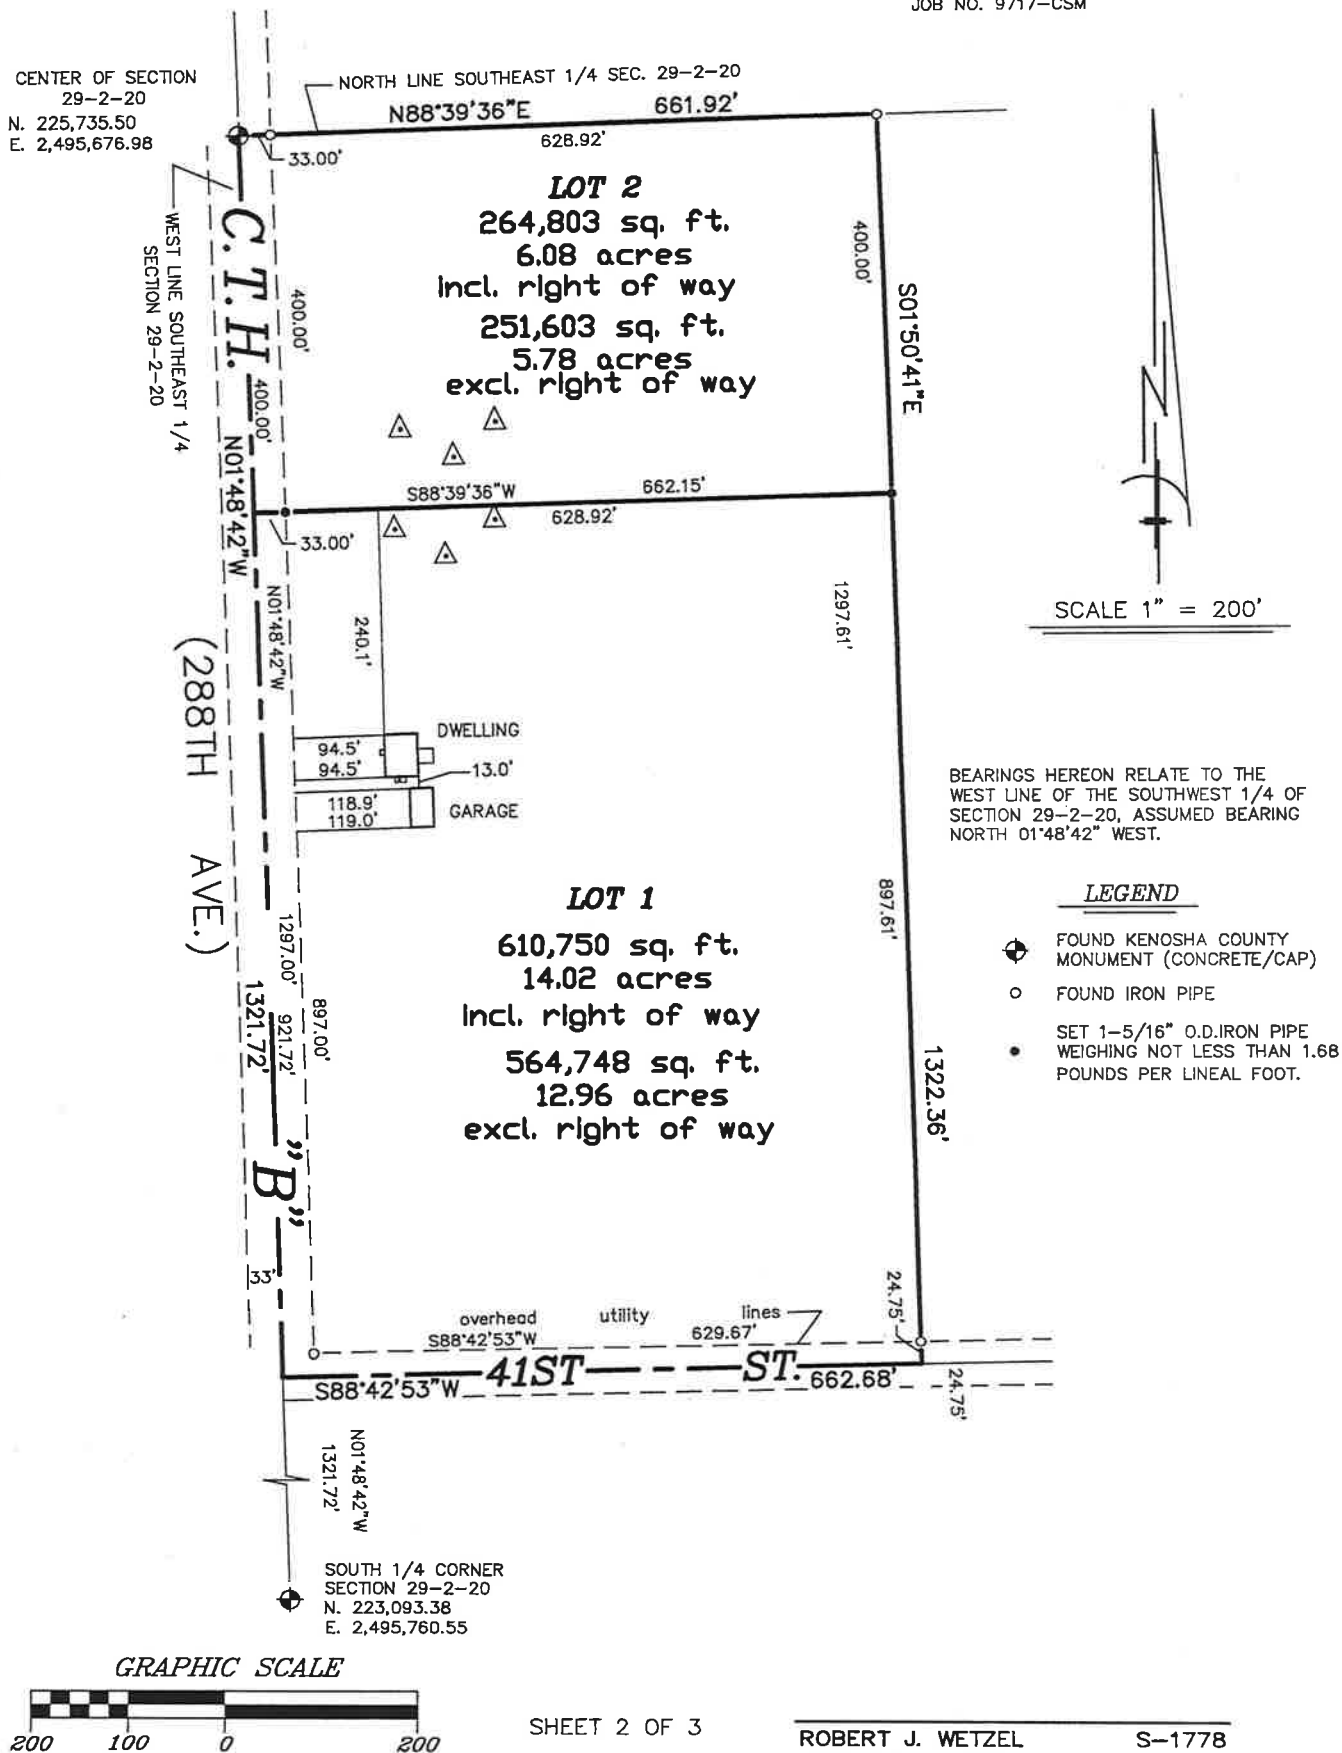 JOB NO. 9717-CSM
CENTER OF SECTION
29-2-20
N. 225,735.50
E. 2,495,676.98
NORTH LINE SOUTHEAST 1/4 SEC. 29-2-20
N88°39'36"E
661.92'
628.92'
33.00'
WEST LINE SOUTHEAST 1/4
SECTION 29-2-20
LOT 2
264,803 sq. ft.
6.08 acres
incl. right of way
251,603 sq. ft.
5.78 acres
excl. right of way
C.T.H.
400.00'
400.00'
400.00'
S01°50'41"E
N01°48'42"W
S88°39'36"W
662.15'
628.92'
33.00'
N01°48'42"W
240.1'
1297.61'
SCALE 1" = 200'
(288TH
AVE.)
DWELLING
94.5'
94.5'
13.0'
118.9'
119.0'
GARAGE
BEARINGS HEREON RELATE TO THE
WEST LINE OF THE SOUTHWEST 1/4 OF
SECTION 29-2-20, ASSUMED BEARING
NORTH 01°48'42" WEST.
LEGEND
FOUND KENOSHA COUNTY
MONUMENT (CONCRETE/CAP)
FOUND IRON PIPE
SET 1-5/16" O.D.IRON PIPE
WEIGHING NOT LESS THAN 1.68
POUNDS PER LINEAL FOOT.
LOT 1
610,750 sq. ft.
14.02 acres
incl. right of way
564,748 sq. ft.
12.96 acres
excl. right of way
897.61'
1297.00'
1321.72'
921.72'
897.00'
1322.36'
"B"
33'
24.75'
overhead utility lines
S88°42'53"W
629.67'
41ST ST.
S88°42'53"W
662.68'
24.75'
N01°48'42"W
1321.72'
SOUTH 1/4 CORNER
SECTION 29-2-20
N. 223,093.38
E. 2,495,760.55
GRAPHIC SCALE
200 100 0 200
SHEET 2 OF 3
ROBERT J. WETZEL S-1778